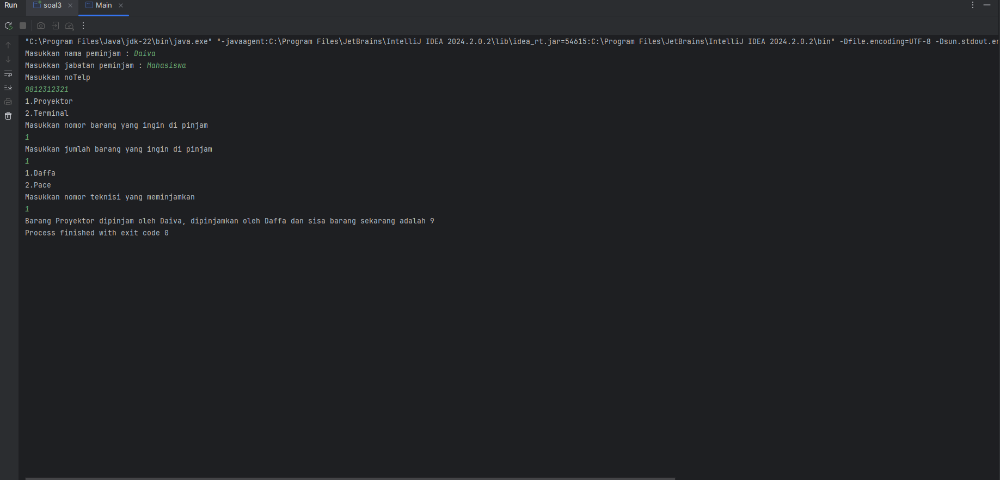 Run soal3 Main
"C:\Program Files\Java\jdk-22\bin\java.exe" "-javaagent:C:\Program Files\JetBrains\IntelliJ IDEA 2024.2.0.2\lib\idea_rt.jar=54615:C:\Program Files\JetBrains\IntelliJ IDEA 2024.2.0.2\bin" -Dfile.encoding=UTF-8 -Dsun.stdout.en
Masukkan nama peminjam : Daiva
Masukkan jabatan peminjam : Mahasiswa
Masukkan noTelp
0812312321
1.Proyektor
2.Terminal
Masukkan nomor barang yang ingin di pinjam
1
Masukkan jumlah barang yang ingin di pinjam
1
1.Daffa
2.Pace
Masukkan nomor teknisi yang meminjamkan
1
Barang Proyektor dipinjam oleh Daiva, dipinjamkan oleh Daffa dan sisa barang sekarang adalah 9
Process finished with exit code 0